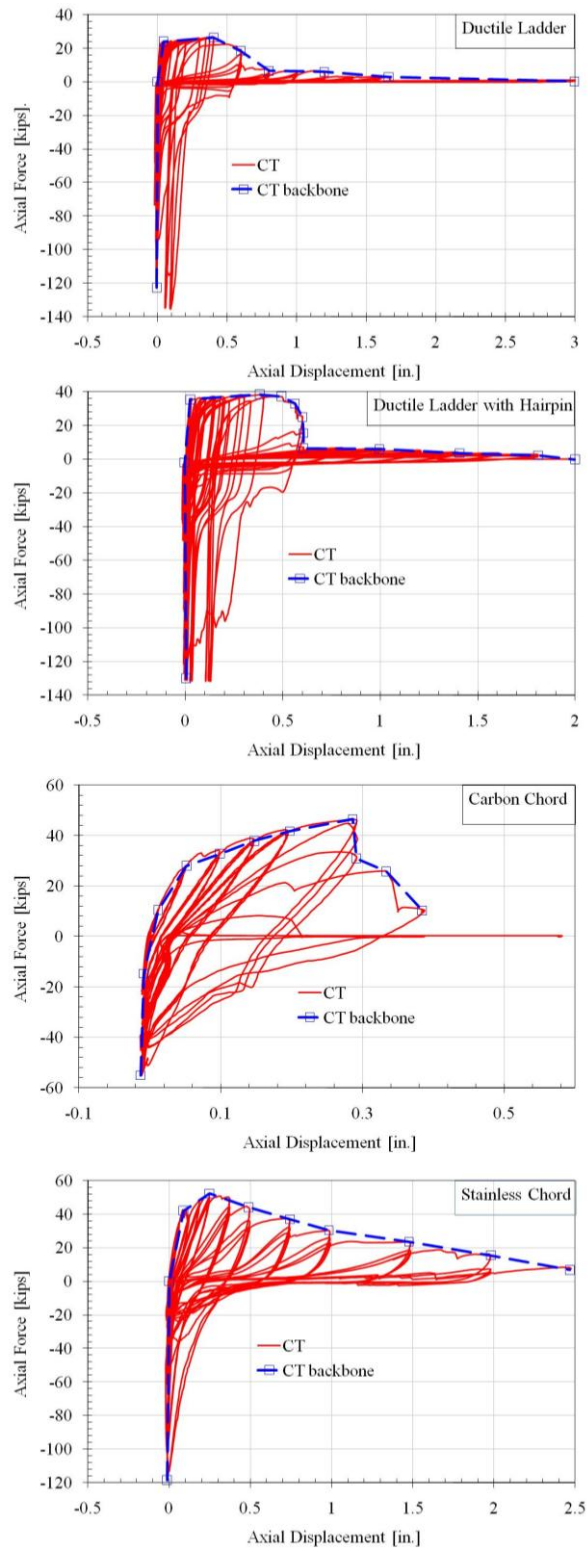 40
Ductile Ladder
20
0
-20
-40
-60
-80
-100
-120
-140
Axial Force [kips].
CT
CT backbone
-0.5 0 0.5 1 1.5 2 2.5 3
Axial Displacement [in.]
40
Ductile Ladder with Hairpin
20
0
-20
-40
-60
-80
-100
-120
-140
Axial Force [kips]
CT
CT backbone
-0.5 0 0.5 1 1.5 2
Axial Displacement [in.]
60
Carbon Chord
40
20
0
-20
-40
-60
Axial Force [kips]
CT
CT backbone
-0.1 0.1 0.3 0.5
Axial Displacement [in.]
60
Stainless Chord
40
20
0
-20
-40
-60
-80
-100
-120
Axial Force [kips]
CT
CT backbone
-0.5 0 0.5 1 1.5 2 2.5
Axial Displacement [in.]